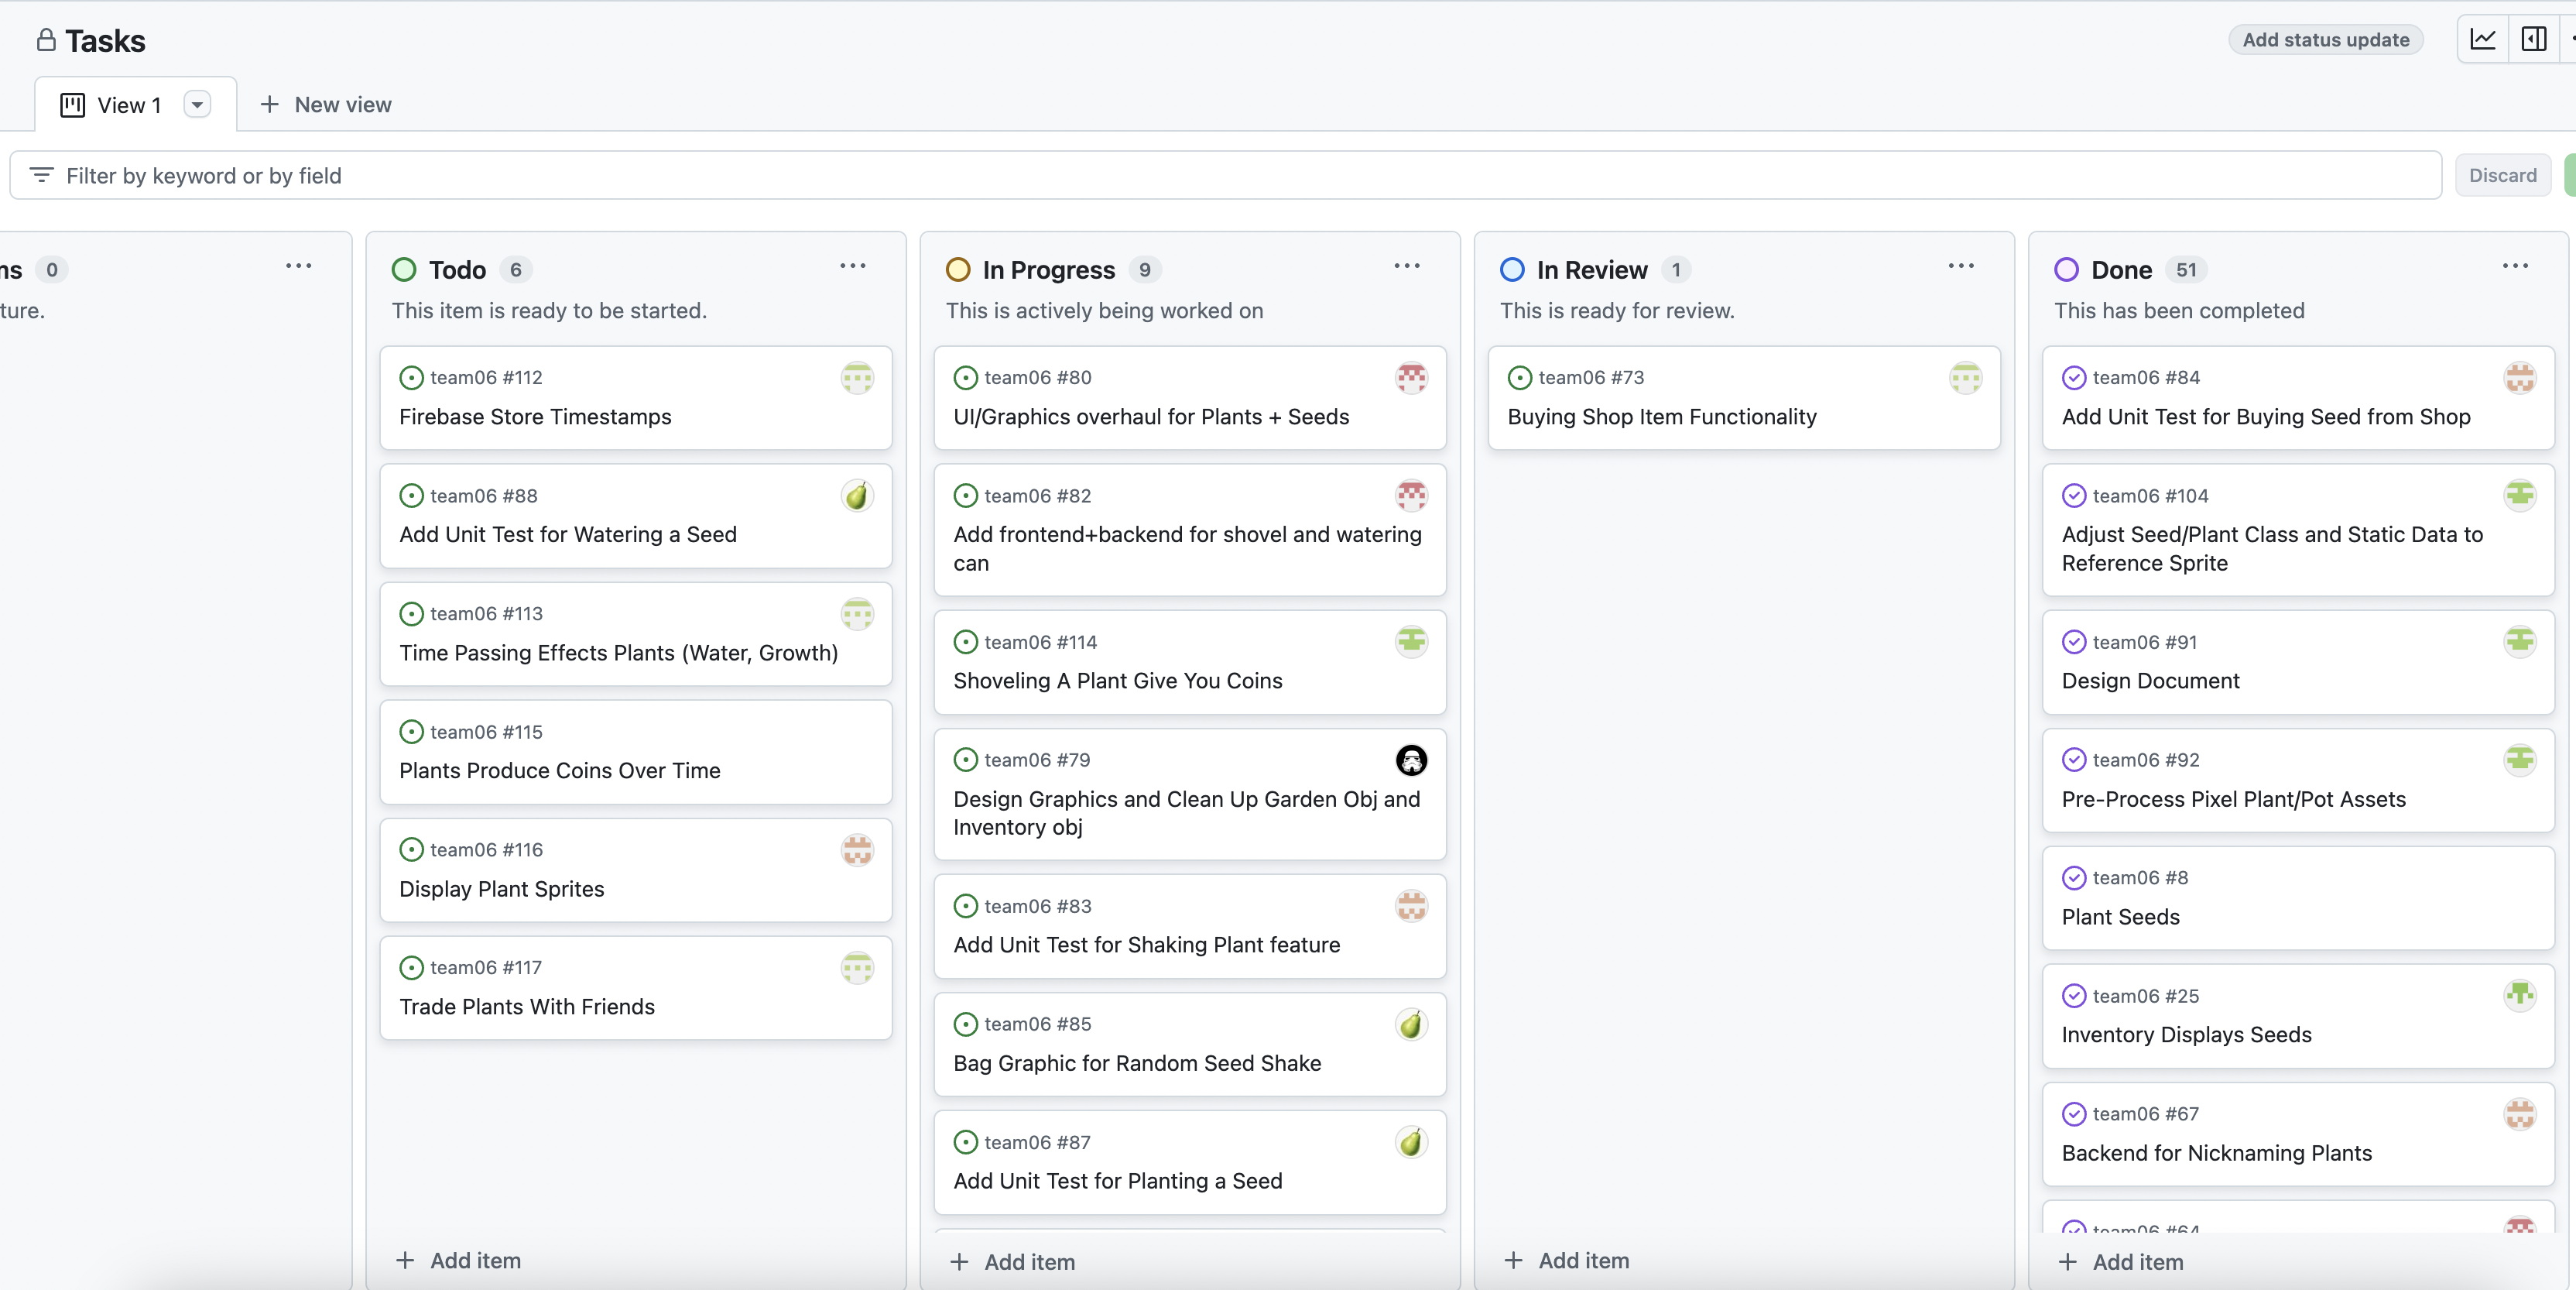 Tasks
Add status update
View 1
New view
Filter by keyword or by field
Discard
ns 0
ture.
Todo 6
This item is ready to be started.
team06 #112
Firebase Store Timestamps
team06 #88
Add Unit Test for Watering a Seed
team06 #113
Time Passing Effects Plants (Water, Growth)
team06 #115
Plants Produce Coins Over Time
team06 #116
Display Plant Sprites
team06 #117
Trade Plants With Friends
Add item
In Progress 9
This is actively being worked on
team06 #80
UI/Graphics overhaul for Plants + Seeds
team06 #82
Add frontend+backend for shovel and watering
can
team06 #114
Shoveling A Plant Give You Coins
team06 #79
Design Graphics and Clean Up Garden Obj and
Inventory obj
team06 #83
Add Unit Test for Shaking Plant feature
team06 #85
Bag Graphic for Random Seed Shake
team06 #87
Add Unit Test for Planting a Seed
Add item
In Review 1
This is ready for review.
team06 #73
Buying Shop Item Functionality
Add item
Done 51
This has been completed
team06 #84
Add Unit Test for Buying Seed from Shop
team06 #104
Adjust Seed/Plant Class and Static Data to
Reference Sprite
team06 #91
Design Document
team06 #92
Pre-Process Pixel Plant/Pot Assets
team06 #8
Plant Seeds
team06 #25
Inventory Displays Seeds
team06 #67
Backend for Nicknaming Plants
team06 #64
Add item